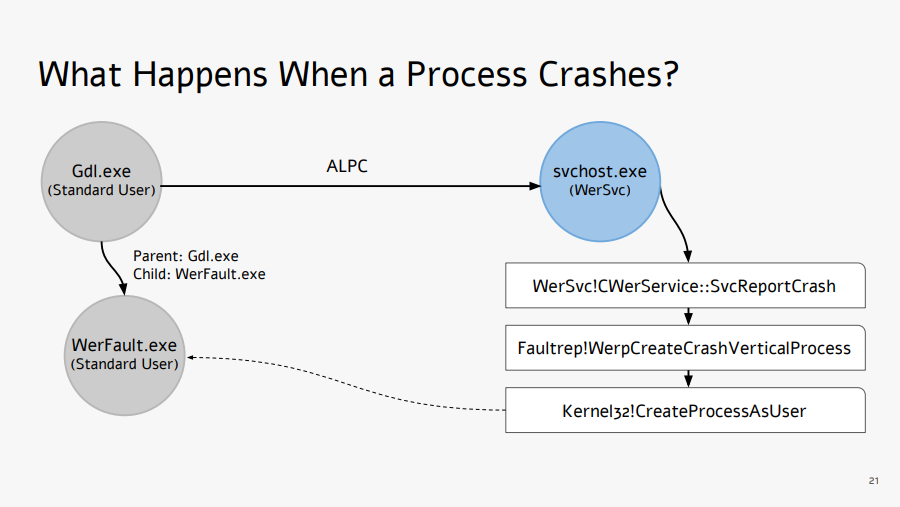 What Happens When a Process Crashes?
Gdl.exe
(Standard User)
ALPC
svchost.exe
(WerSvc)
Parent: Gdl.exe
Child: WerFault.exe
WerSvc!CWerService::SvcReportCrash
WerFault.exe
(Standard User)
Faultrep!WerpCreateCrashVerticalProcess
Kernel32!CreateProcessAsUser
21